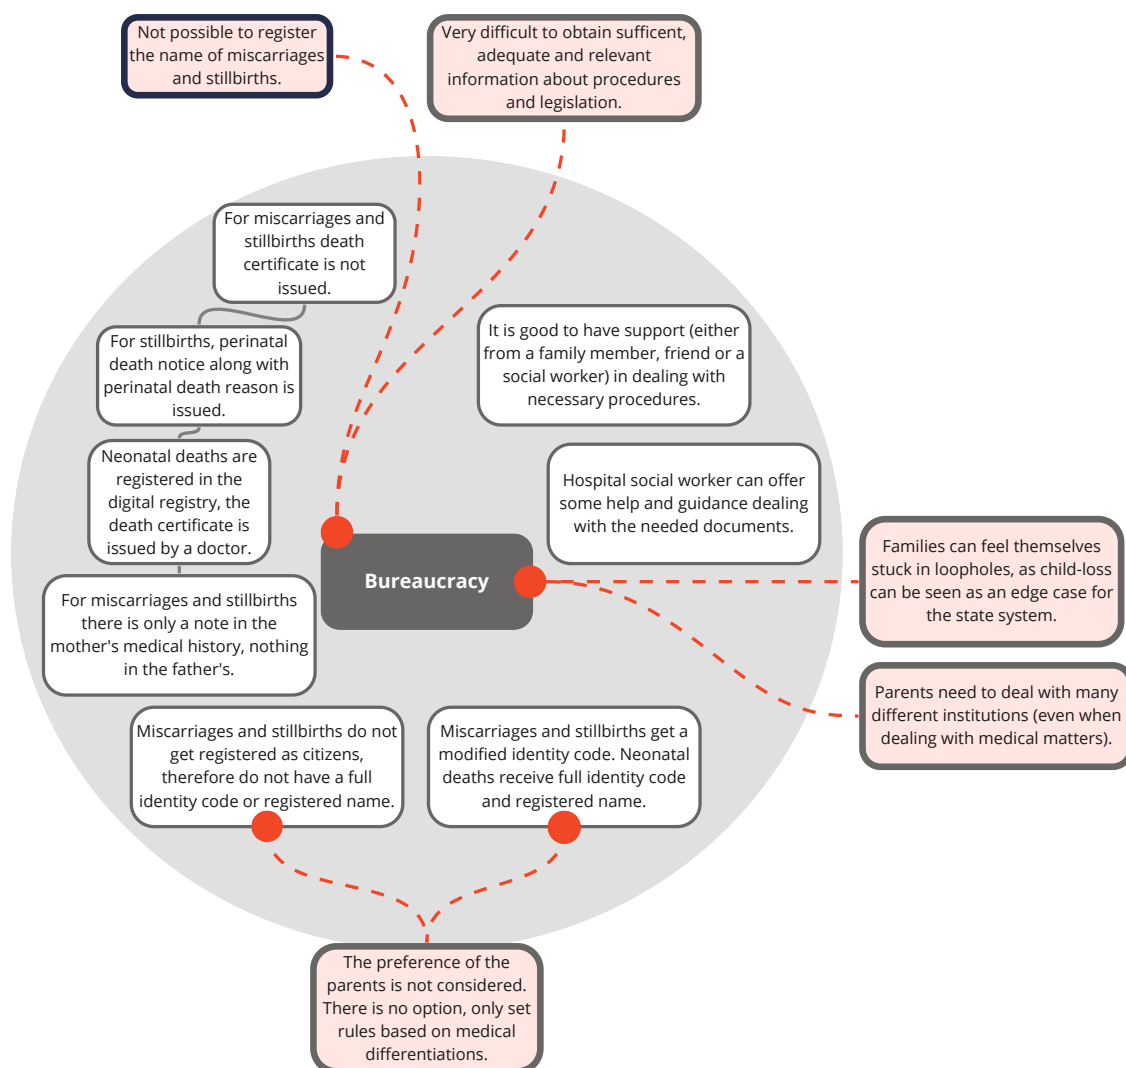 Not possible to register
the name of miscarriages
and stillbirths.
Very difficult to obtain sufficent,
adequate and relevant
information about procedures
and legislation.
For miscarriages and
stillbirths death
certificate is not
issued.
For stillbirths, perinatal
death notice along with
perinatal death reason is
issued.
It is good to have support (either
from a family member, friend or a
social worker) in dealing with
necessary procedures.
Neonatal deaths are
registered in the
digital registry, the
death certificate is
issued by a doctor.
Hospital social worker can offer
some help and guidance dealing
with the needed documents.
Bureaucracy
Families can feel themselves
stuck in loopholes, as child-loss
can be seen as an edge case for
the state system.
For miscarriages and stillbirths
there is only a note in the
mother's medical history, nothing
in the father's.
Parents need to deal with many
different institutions (even when
dealing with medical matters).
Miscarriages and stillbirths do not
get registered as citizens,
therefore do not have a full
identity code or registered name.
Miscarriages and stillbirths get a
modified identity code. Neonatal
deaths receive full identity code
and registered name.
The preference of the
parents is not considered.
There is no option, only set
rules based on medical
differentiations.